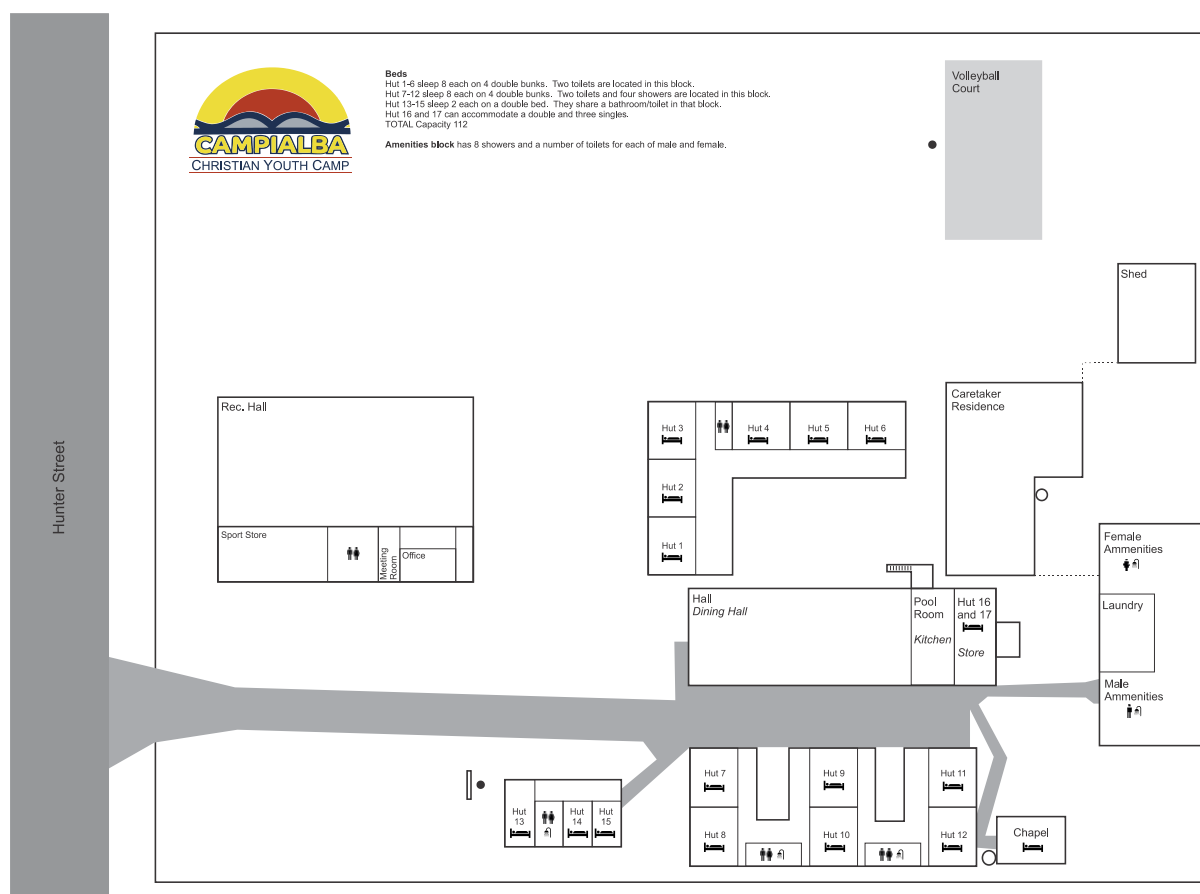 CAMPIALBA
CHRISTIAN YOUTH CAMP
Beds
Hut 1-6 sleep 8 each on 4 double bunks. Two toilets are located in this block.
Hut 7-12 sleep 8 each on 4 double bunks. Two toilets and four showers are located in this block.
Hut 13-15 sleep 2 each on a double bed. They share a bathroom/toilet in that block.
Hut 16 and 17 can accommodate a double and three singles.
TOTAL Capacity 112
Amenities block has 8 showers and a number of toilets for each of male and female.
Volleyball
Court
Shed
Hunter Street
Rec. Hall
Sport Store
Meeting
Room
Office
Hut 3
Hut 4
Hut 5
Hut 6
Hut 2
Hut 1
Caretaker
Residence
Female
Ammenities
Laundry
Male
Ammenities
Hall
Dining Hall
Pool
Room
Kitchen
Hut 16
and 17
Store
Hut 7
Hut 9
Hut 11
Hut 8
Hut 10
Hut 12
Hut
13
Hut
14
Hut
15
Chapel